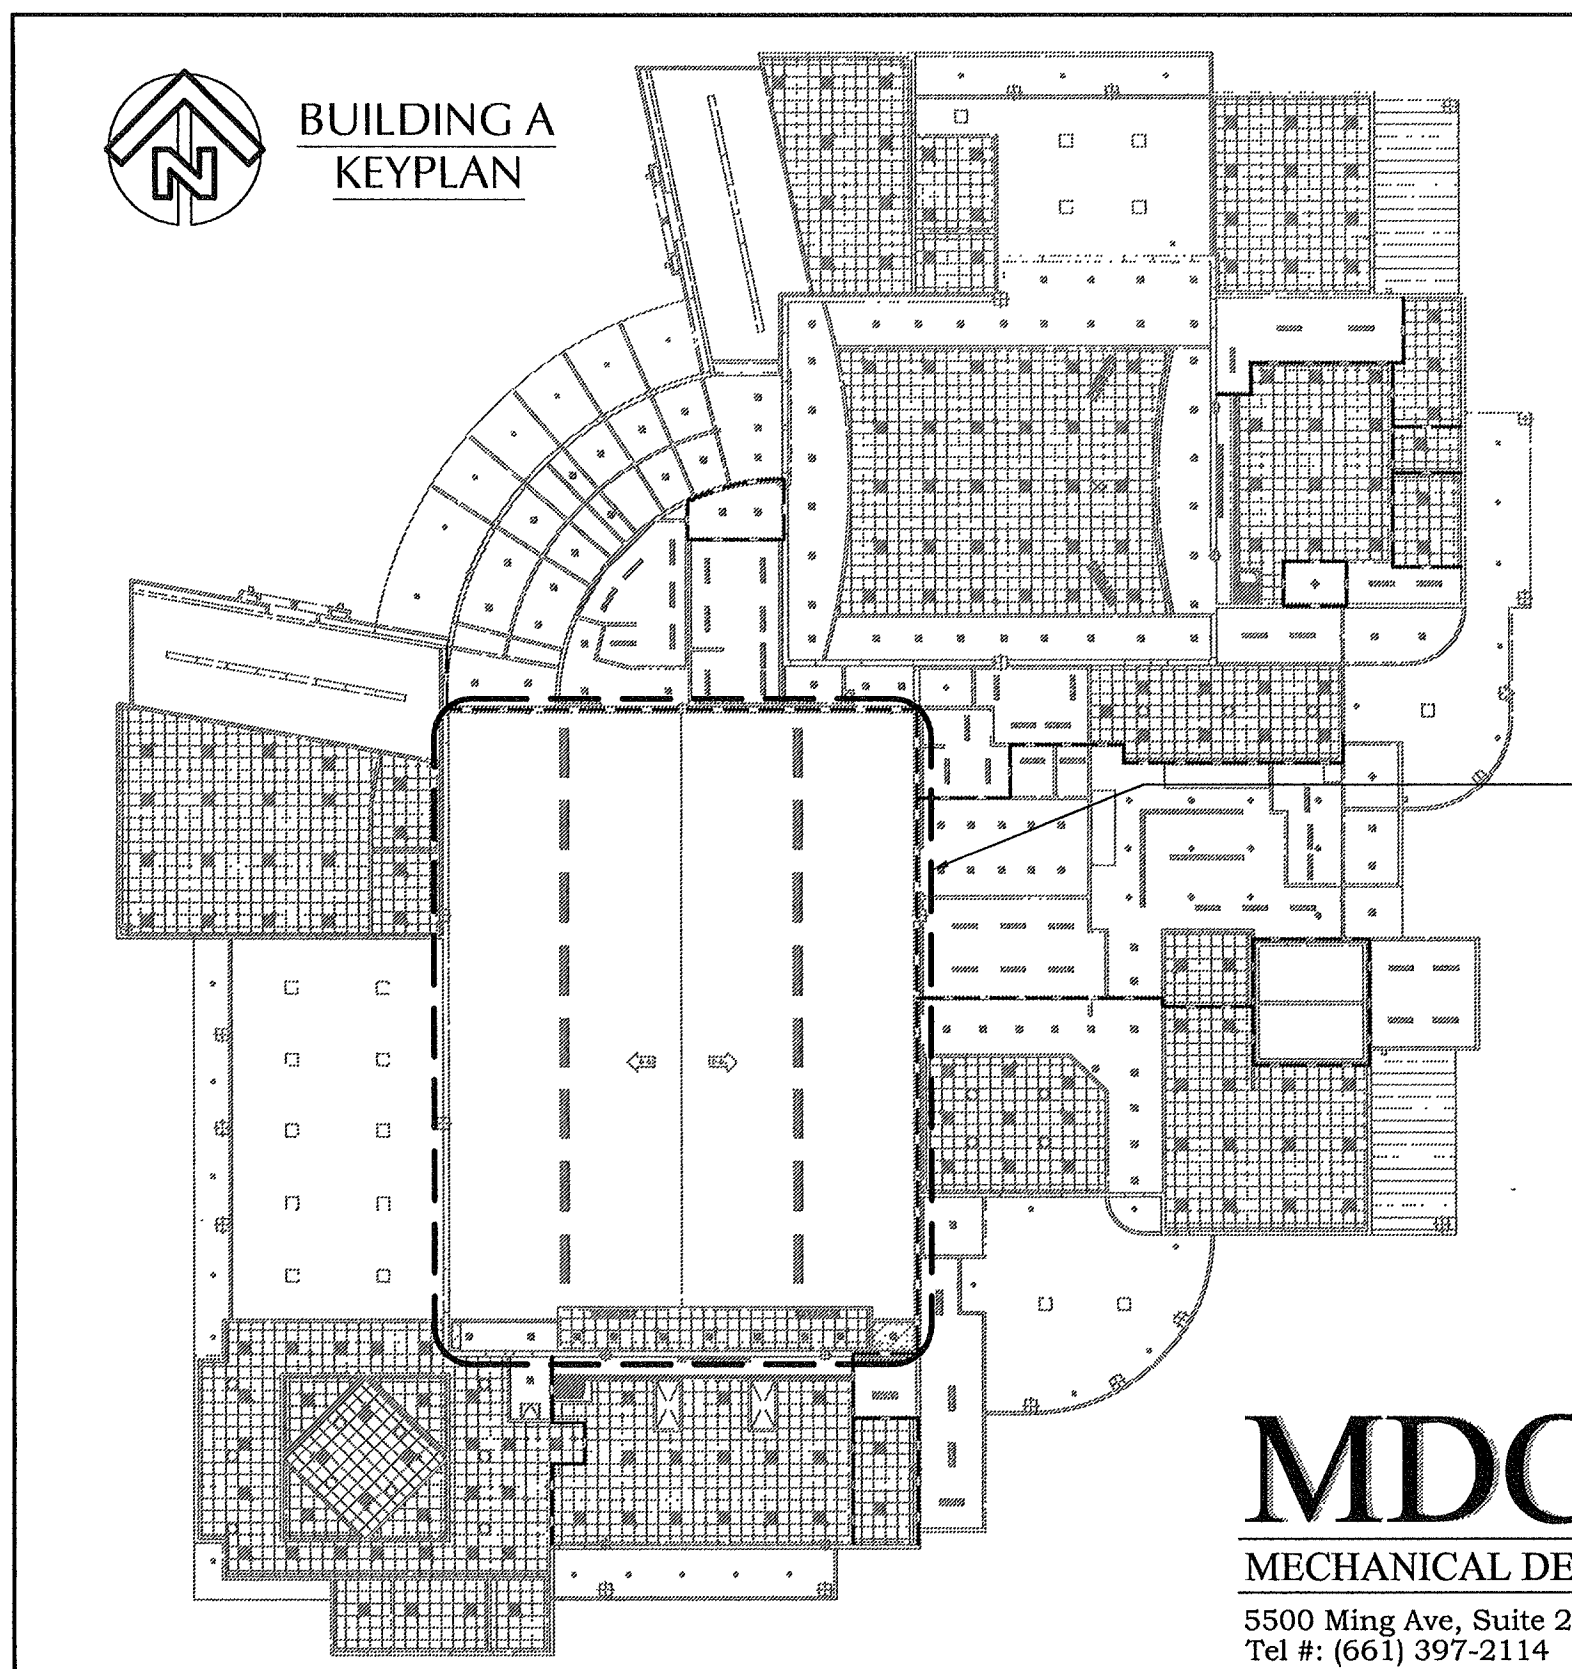 N
BUILDING A
KEYPLAN
MDC
MECHANICAL DE
5500 Ming Ave, Suite 2
Tel #: (661) 397-2114